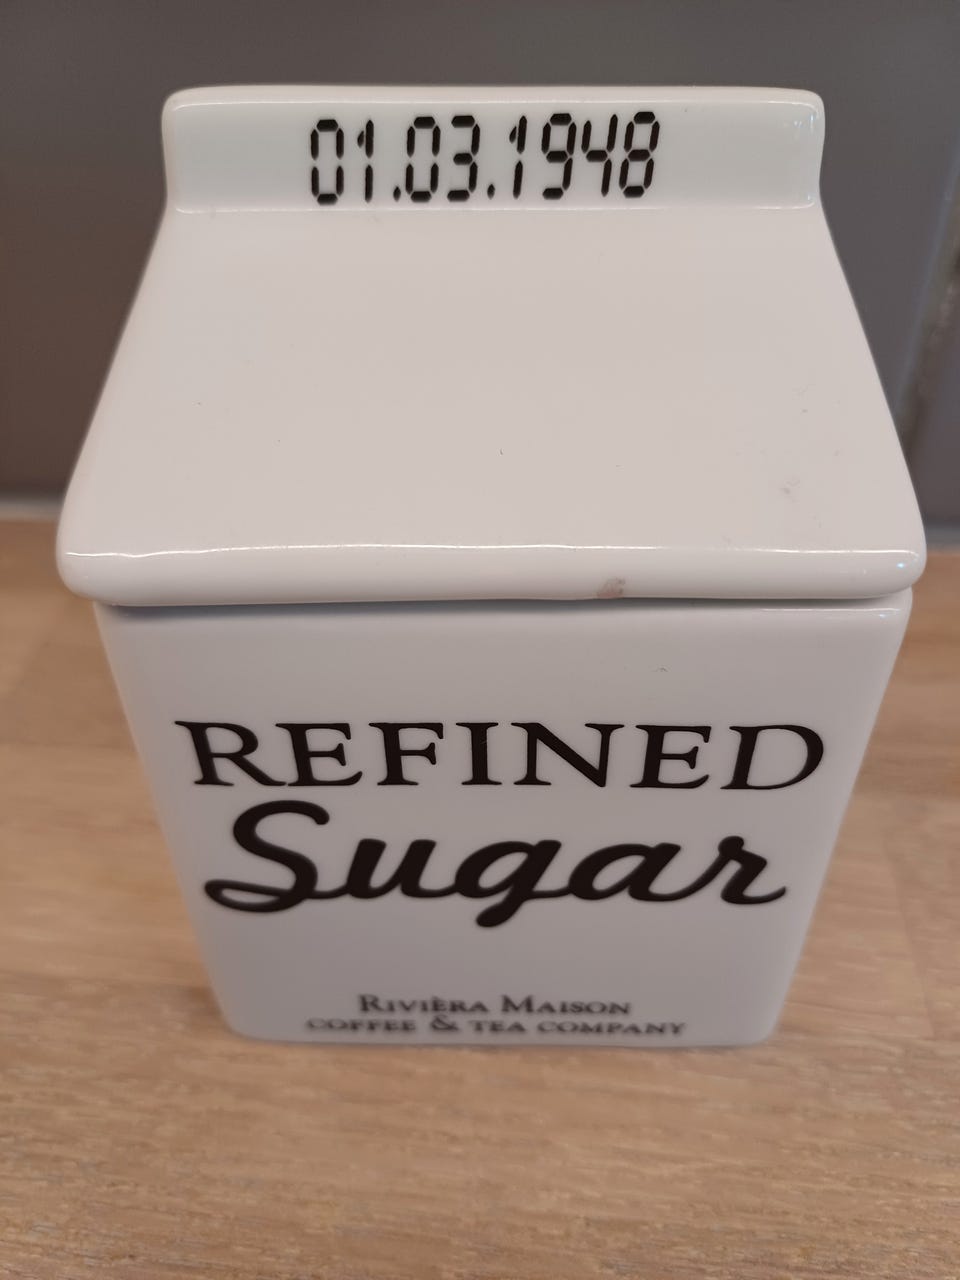 01.03.1948
REFINED
Sugar
RIVIÈRA MAISON
COFFEE & TEA COMPANY